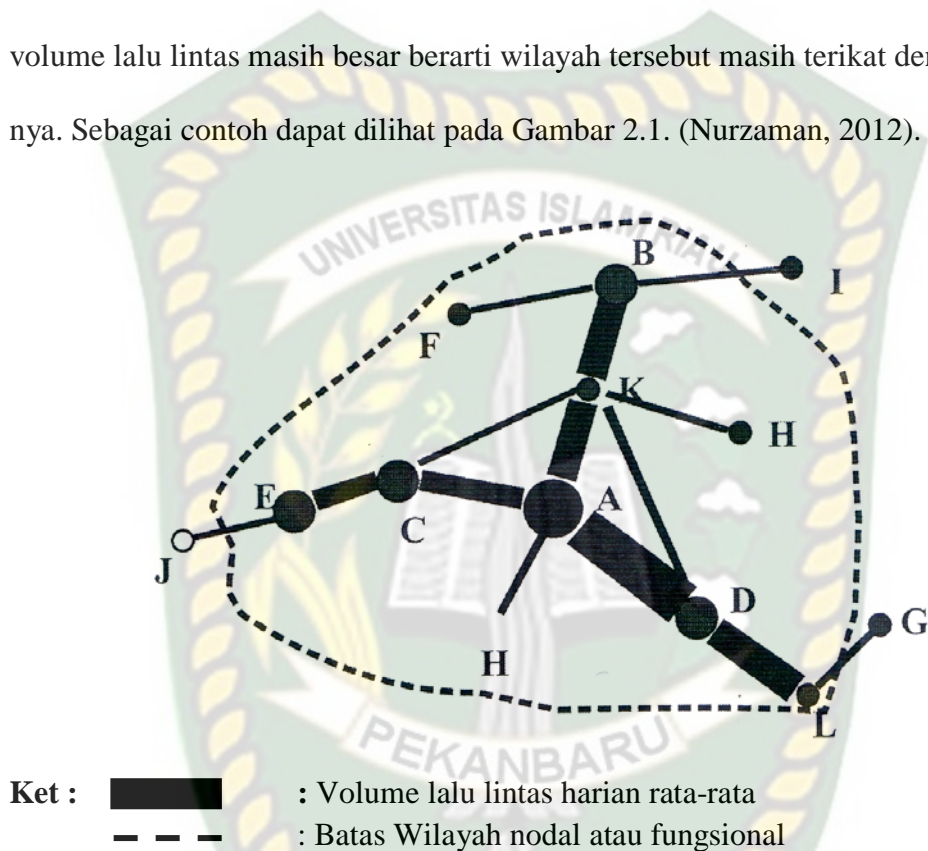 volume lalu lintas masih besar berarti wilayah tersebut masih terikat
nya. Sebagai contoh dapat dilihat pada Gambar 2.1. (Nurzaman, 2012).
UNIVERSITAS ISLAM RIAU
B
I
F
K
H
E
A
C
J
D
G
H
L
PEKANBARU
Ket : : Volume lalu lintas harian rata-rata
: Batas Wilayah nodal atau fungsional